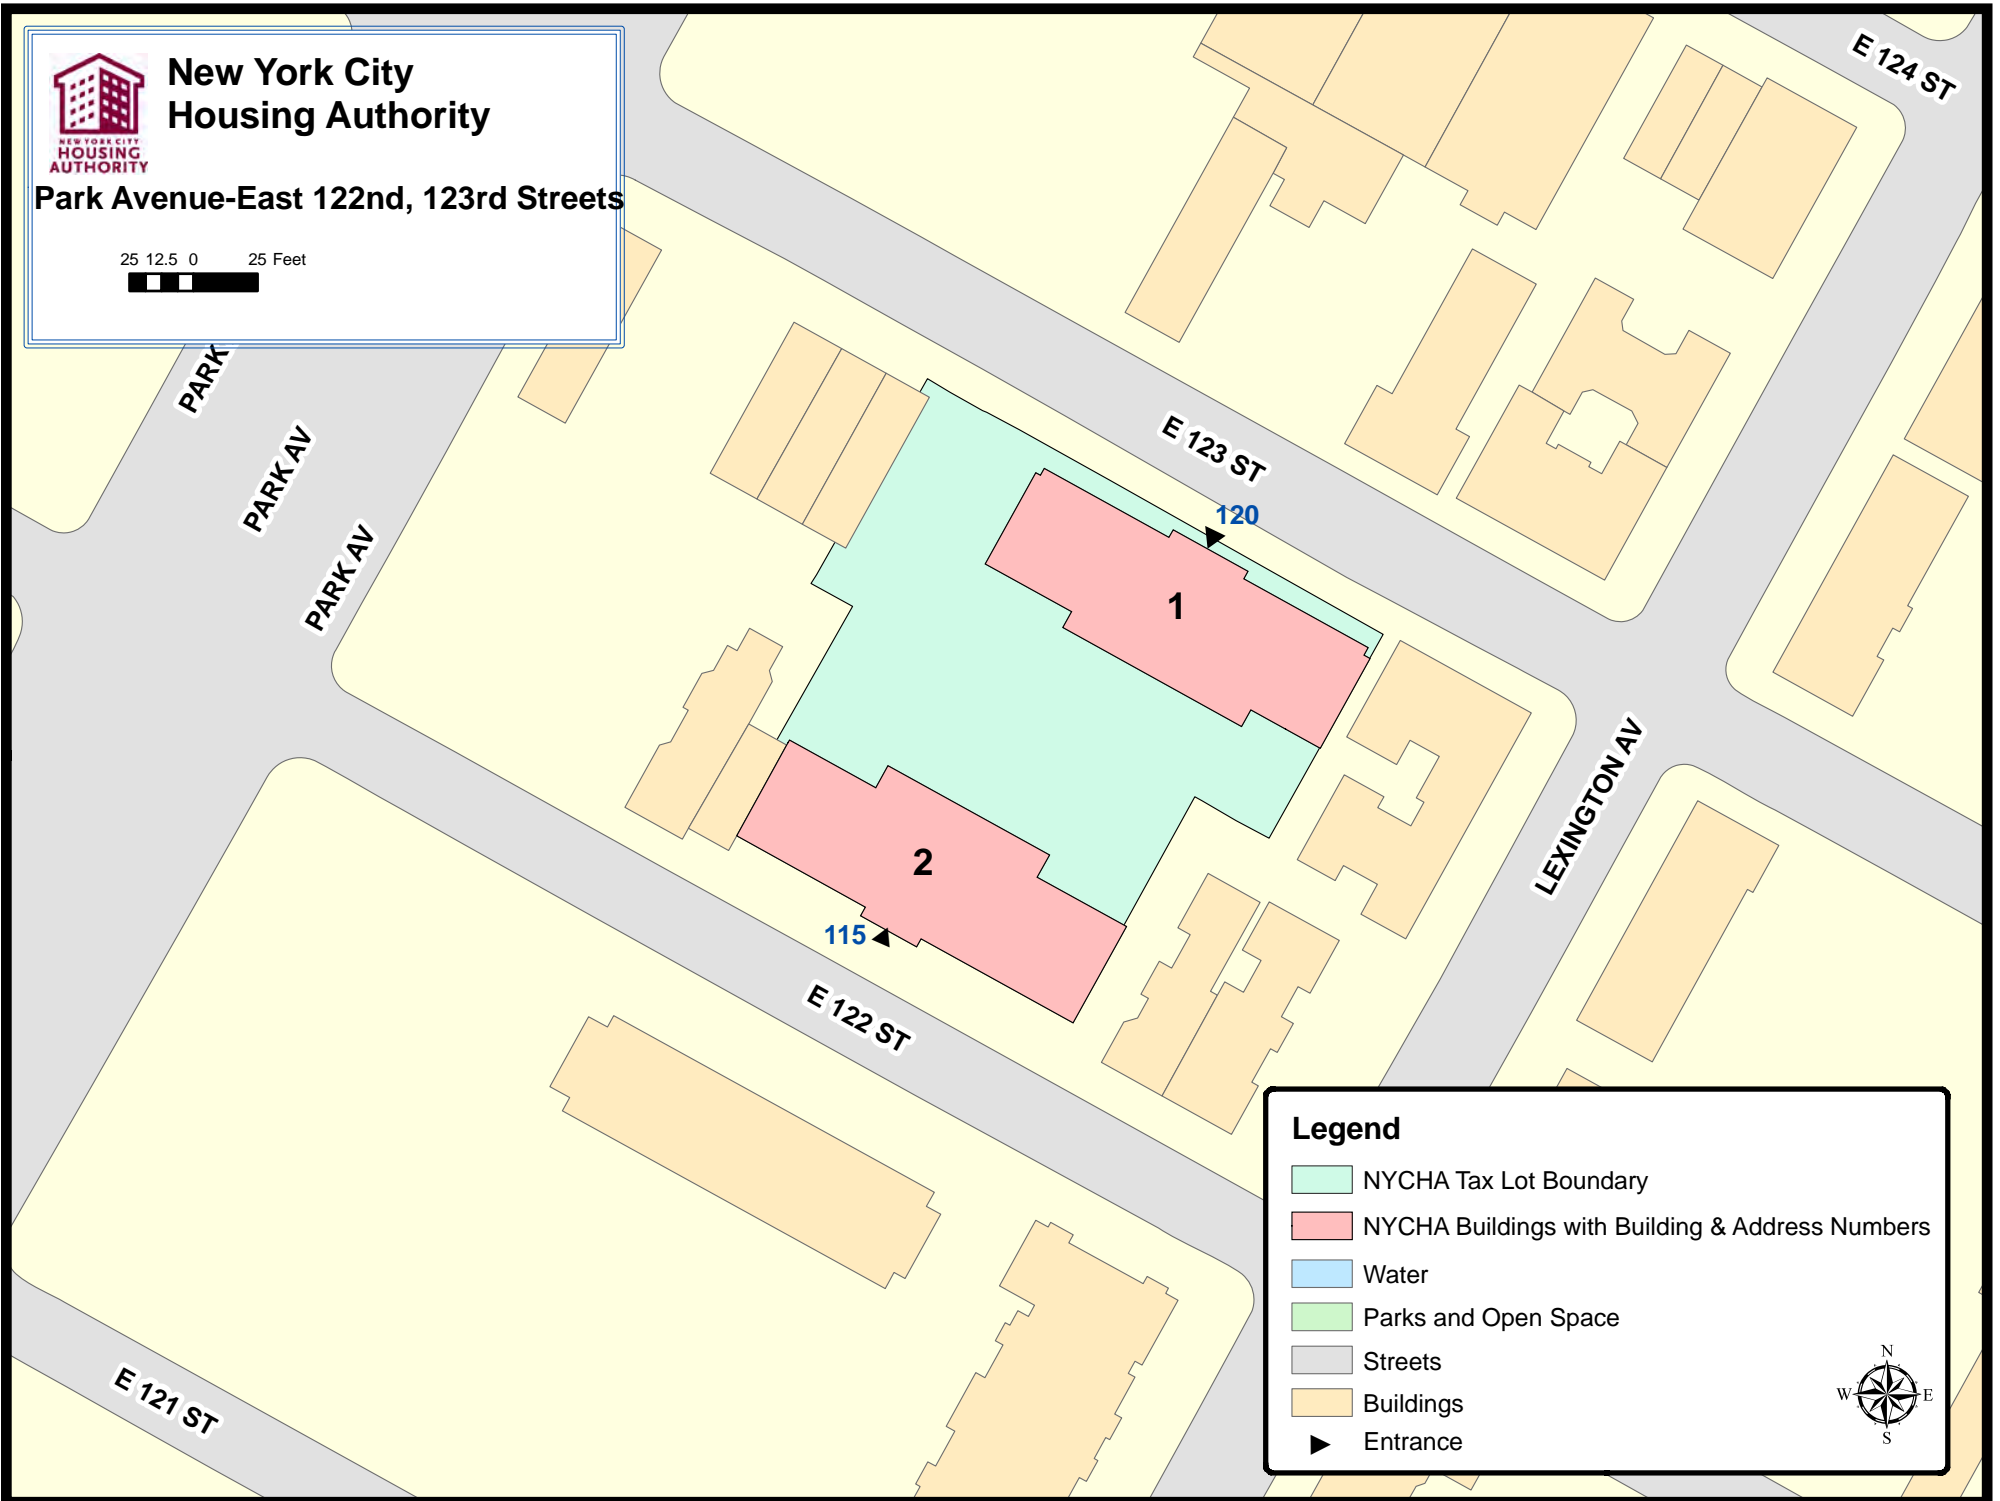 New York City
Housing Authority
NEW YORK CITY
HOUSING
AUTHORITY
Park Avenue-East 122nd, 123rd Streets
25 12.5 0 25 Feet
E 124 ST
PARK
PARK AV
PARK AV
E 123 ST
120
1
LEXINGTON AV
2
115
E 122 ST
E 121 ST
Legend
NYCHA Tax Lot Boundary
NYCHA Buildings with Building & Address Numbers
Water
Parks and Open Space
Streets
Buildings
Entrance
N
W E
S